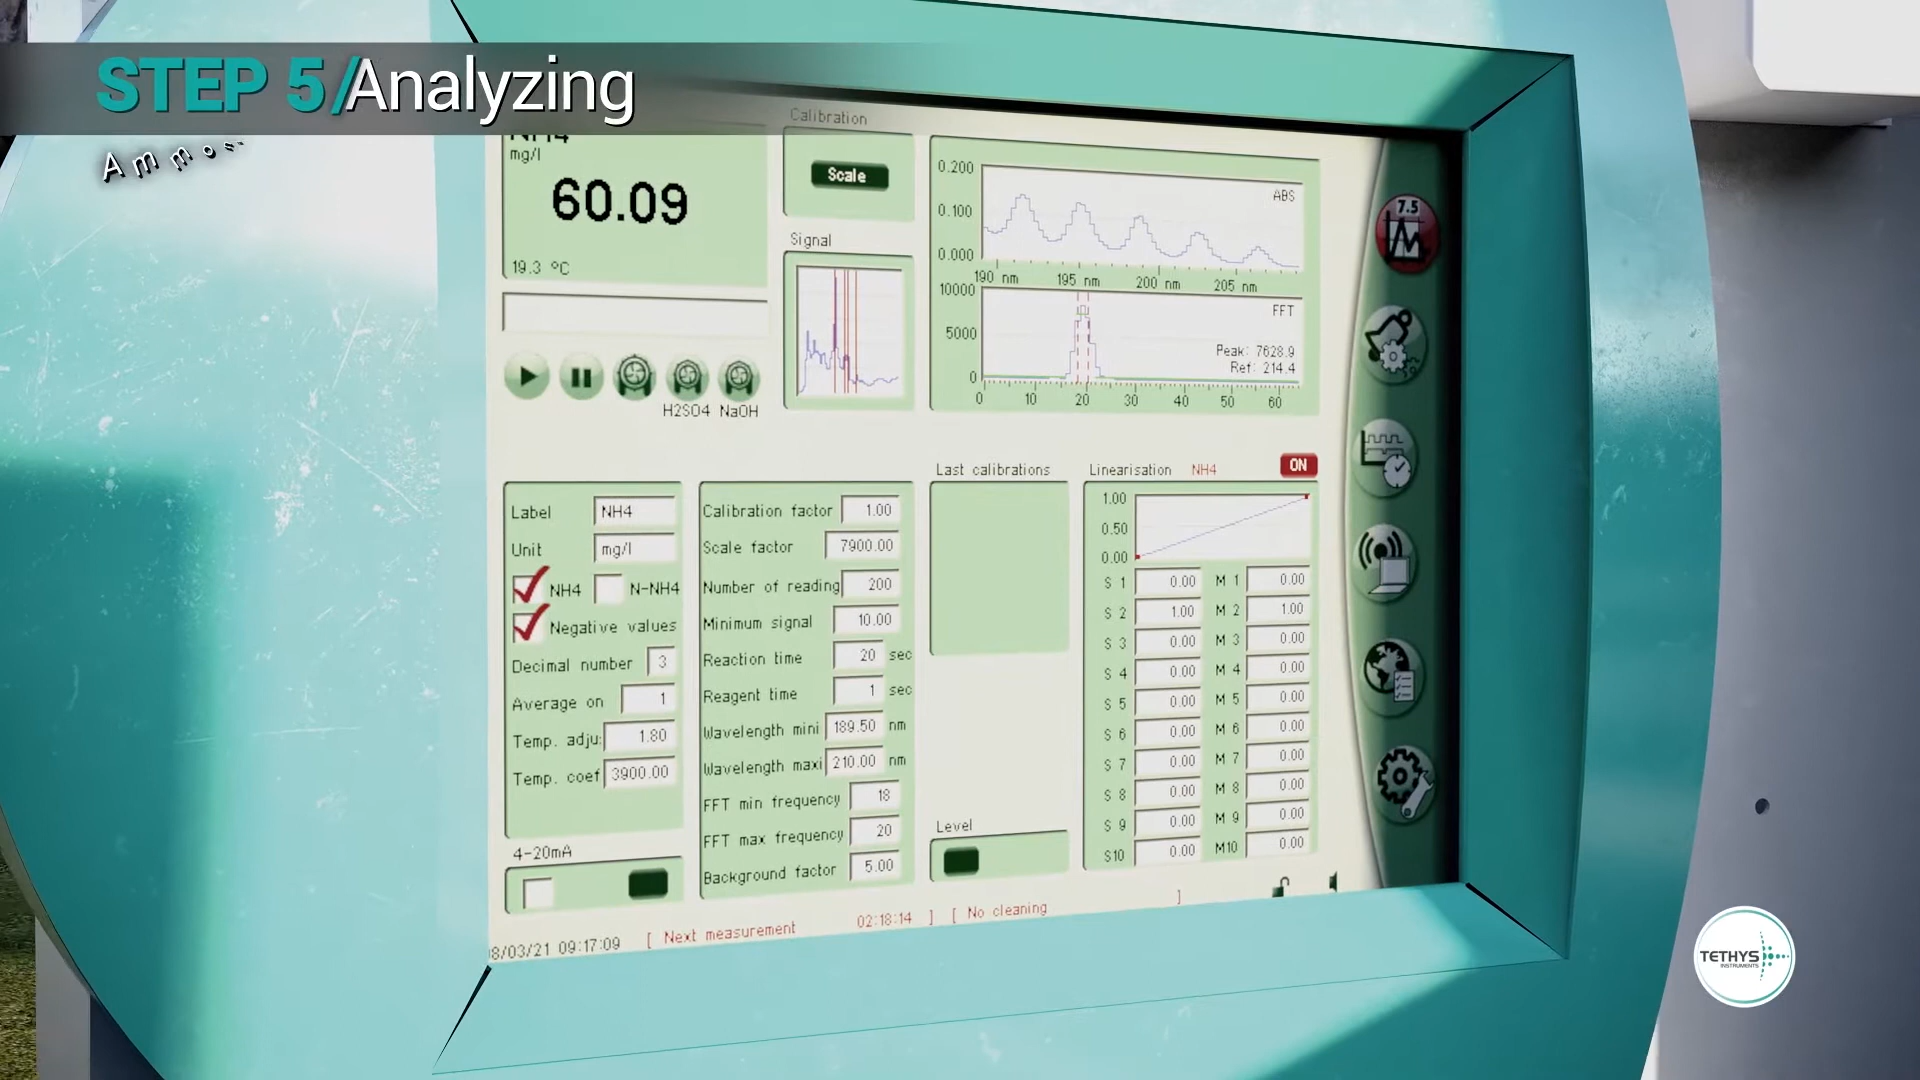 STEP 5/Analyzing
NH4
mg/l
60.09
19.3 °C
H2SO4 NaOH
Calibration
Scale
Signal
0.200
0.100
0.000
ABS
190 nm 195 nm 200 nm 205 nm
10000
5000
0
FFT
Peak: 7628.9
Ref: 214.4
0 10 20 30 40 50 60
7.5
Label NH4
Unit mg/l
NH4 N-NH4
Negative values
Decimal number 3
Average on 1
Temp. adju: 1.80
Temp. coef 3900.00
4-20mA
Calibration factor 1.00
Scale factor 7900.00
Number of reading 200
Minimum signal 10.00
Reaction time 20 sec
Reagent time 1 sec
Wavelength mini 189.50 nm
Wavelength maxi 210.00 nm
FFT min frequency 18
FFT max frequency 20
Background factor 5.00
Last calibrations
Level
Linearisation NH4 ON
1.00
0.50
0.00
S 1 0.00 M 1 0.00
S 2 1.00 M 2 1.00
S 3 0.00 M 3 0.00
S 4 0.00 M 4 0.00
S 5 0.00 M 5 0.00
S 6 0.00 M 6 0.00
S 7 0.00 M 7 0.00
S 8 0.00 M 8 0.00
S 9 0.00 M 9 0.00
S10 0.00 M10 0.00
8/03/21 09:17:09 [ Next measurement 02:18:14 ] [ No cleaning ]
TETHYS
INSTRUMENTS